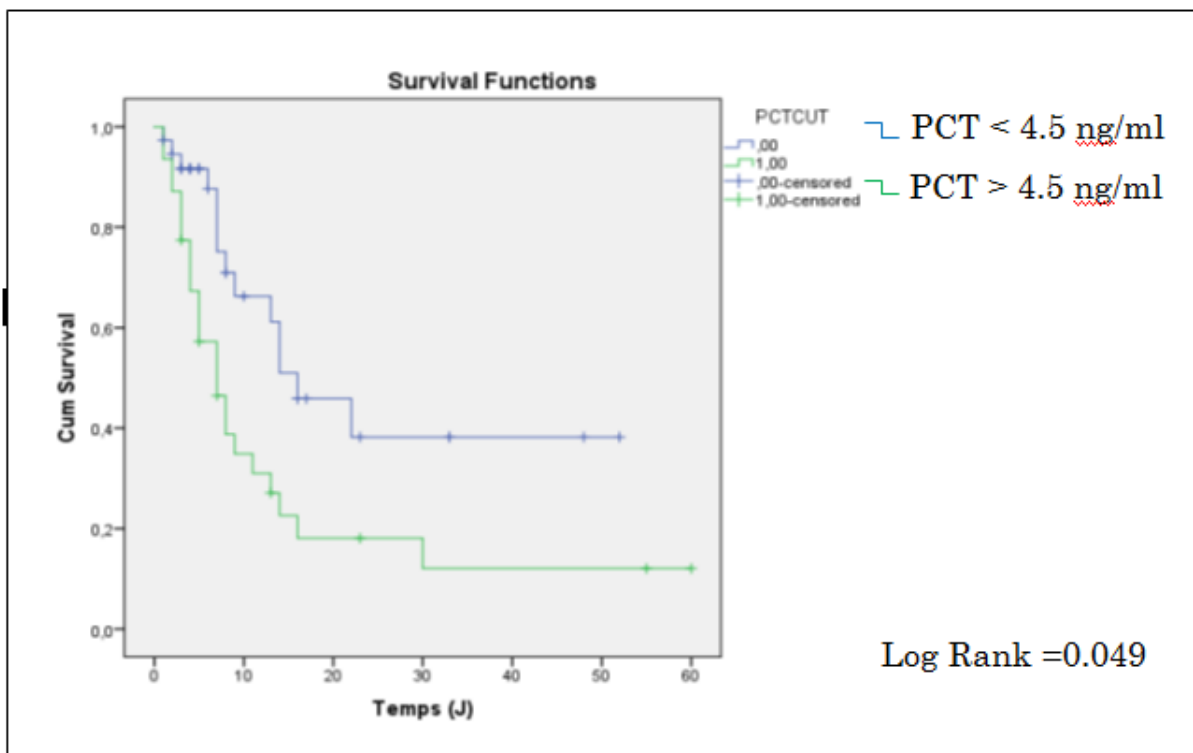 Survival Functions
PCTCUT
,00
1,00
,00-censored
1,00-censored
PCT < 4.5 ng/ml
PCT > 4.5 ng/ml
Cum Survival
1,0
0,8
0,6
0,4
0,2
0,0
0 10 20 30 40 50 60
Temps (J)
Log Rank =0.049